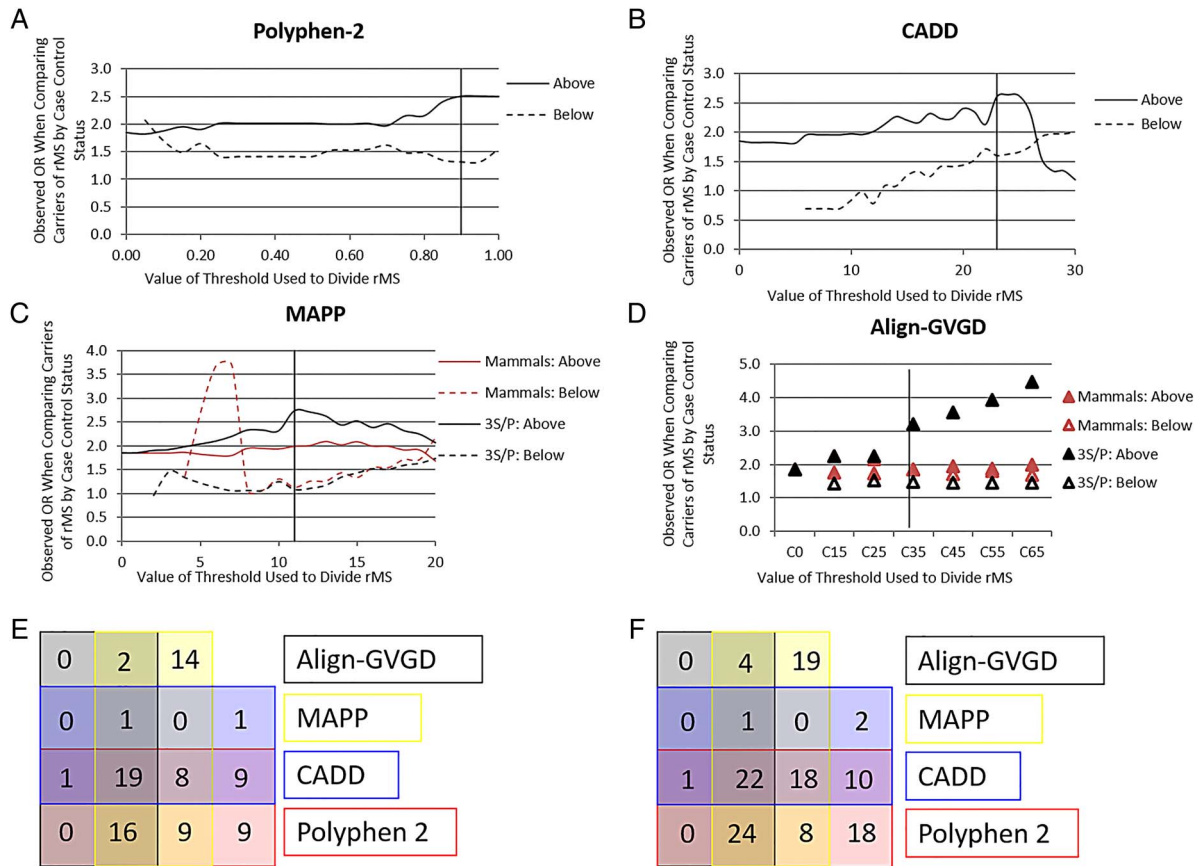 A
Polyphen-2
Observed OR When Comparing
Carriers of rMS by Case Control
Status
3.0
2.5
2.0
1.5
1.0
0.5
0.0
0.00 0.20 0.40 0.60 0.80 1.00
Value of Threshold Used to Divide rMS
Above
Below
B
CADD
Observed OR When Comparing
Carriers of rMS by Case Control Status
3.0
2.5
2.0
1.5
1.0
0.5
0.0
0 10 20 30
Value of Threshold Used to Divide rMS
Above
Below
C
MAPP
Observed OR When Comparing Carriers
of rMS by Case Control Status
4.0
3.5
3.0
2.5
2.0
1.5
1.0
0.5
0.0
0 5 10 15 20
Value of Threshold Used to Divide rMS
Mammals: Above
Mammals: Below
3S/P: Above
3S/P: Below
D
Align-GVGD
Observed OR When Comparing
Carriers of rMS by Case Control
Status
5.0
4.0
3.0
2.0
1.0
0.0
C0 C15 C25 C35 C45 C55 C65
Value of Threshold Used to Divide rMS
Mammals: Above
Mammals: Below
3S/P: Above
3S/P: Below
E
0 2 14 Align-GVGD
0 1 0 1 MAPP
1 19 8 9 CADD
0 16 9 9 Polyphen 2
F
0 4 19 Align-GVGD
0 1 0 2 MAPP
1 22 18 10 CADD
0 24 8 18 Polyphen 2